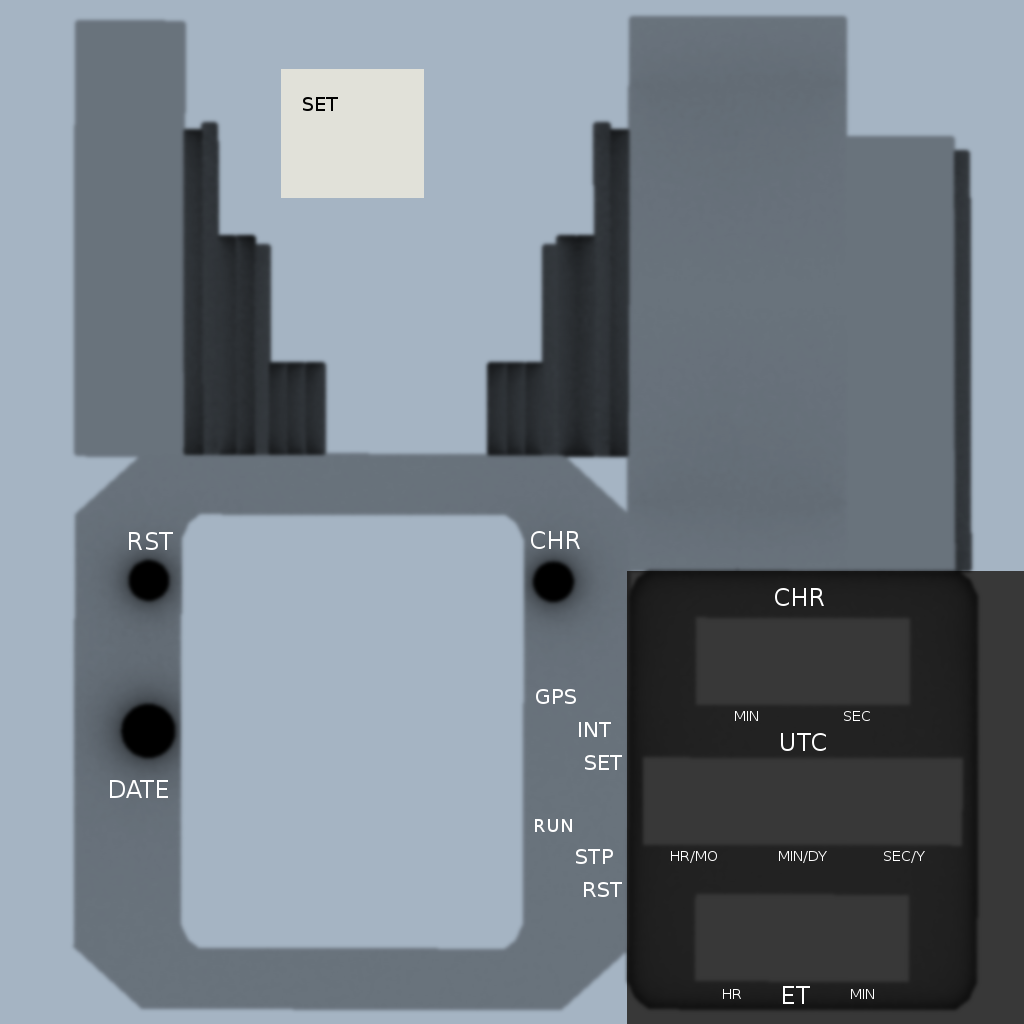 SET
RST
CHR
DATE
GPS
INT
SET
RUN
STP
RST
CHR
MIN SEC
UTC
HR/MO MIN/DY SEC/Y
HR ET MIN